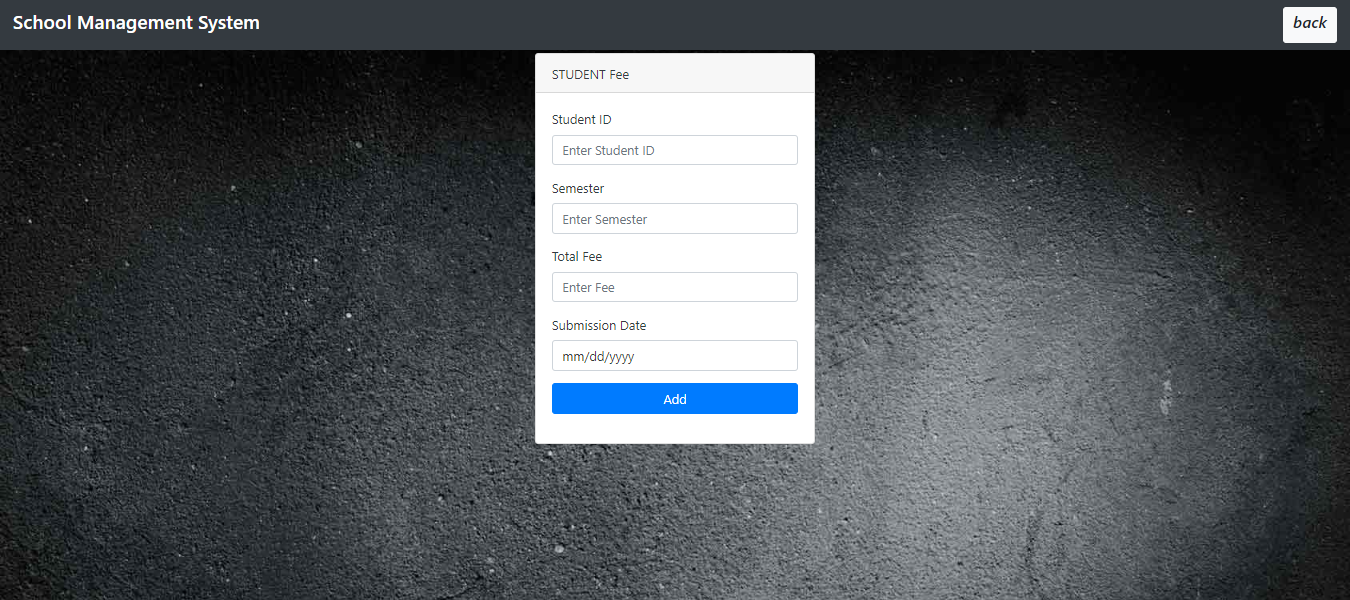 School Management System
back
STUDENT Fee
Student ID
Enter Student ID
Semester
Enter Semester
Total Fee
Enter Fee
Submission Date
mm/dd/yyyy
Add